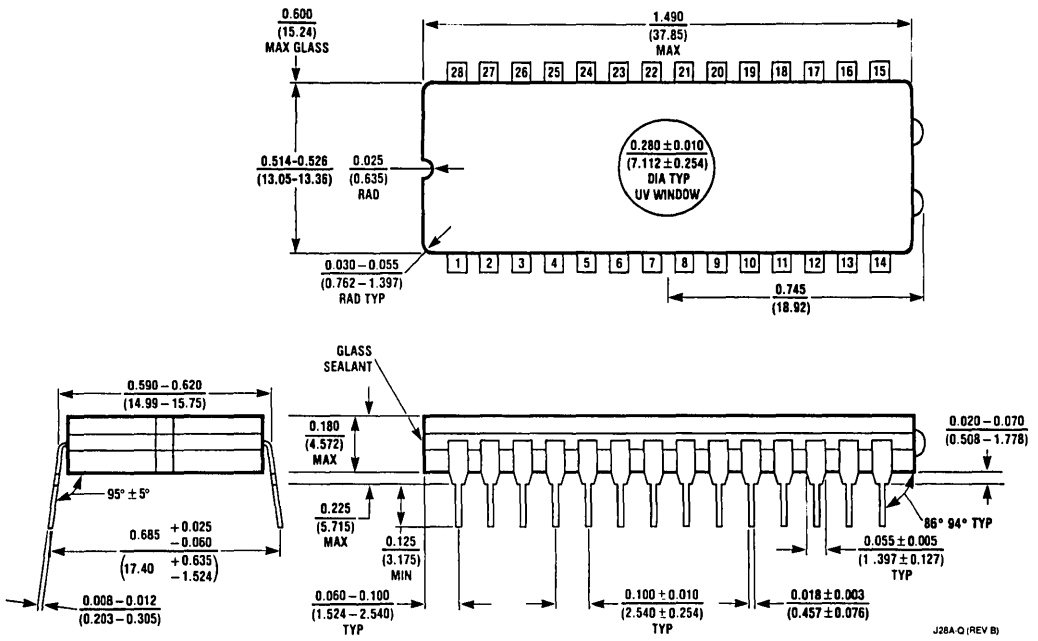 0.600
(15.24)
MAX GLASS
1.490
(37.85)
MAX
28 27 26 25 24 23 22 21 20 19 18 17 16 15
0.514-0.526
(13.05-13.36)
0.025
(0.635)
RAD
0.280 ± 0.010
(7.112 ± 0.254)
DIA TYP
UV WINDOW
0.030 – 0.055
(0.762 – 1.397)
RAD TYP
1 2 3 4 5 6 7 8 9 10 11 12 13 14
0.745
(18.92)
GLASS
SEALANT
0.590 – 0.620
(14.99 – 15.75)
0.180
(4.572)
MAX
0.020 – 0.070
(0.508 – 1.778)
95° ± 5°
0.225
(5.715)
MAX
0.125
(3.175)
MIN
86° 94° TYP
0.685 + 0.025
– 0.060
(17.40 + 0.635
– 1.524)
0.055 ± 0.005
(1.397 ± 0.127)
TYP
0.008 – 0.012
(0.203 – 0.305)
0.060 – 0.100
(1.524 – 2.540)
TYP
0.100 ± 0.010
(2.540 ± 0.254)
TYP
0.018 ± 0.003
(0.457 ± 0.076)
J28A-Q (REV B)